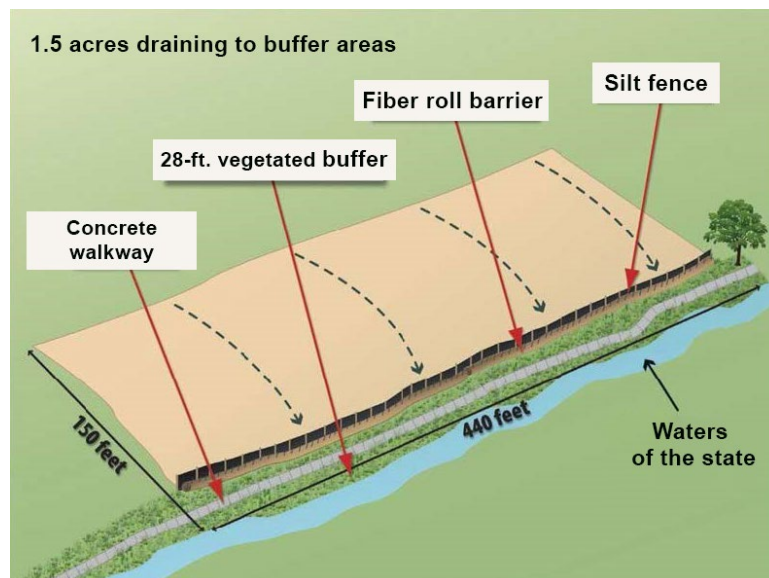 1.5 acres draining to buffer areas
Silt fence
Fiber roll barrier
28-ft. vegetated buffer
Concrete
walkway
150 feet
440 feet
Waters
of the state